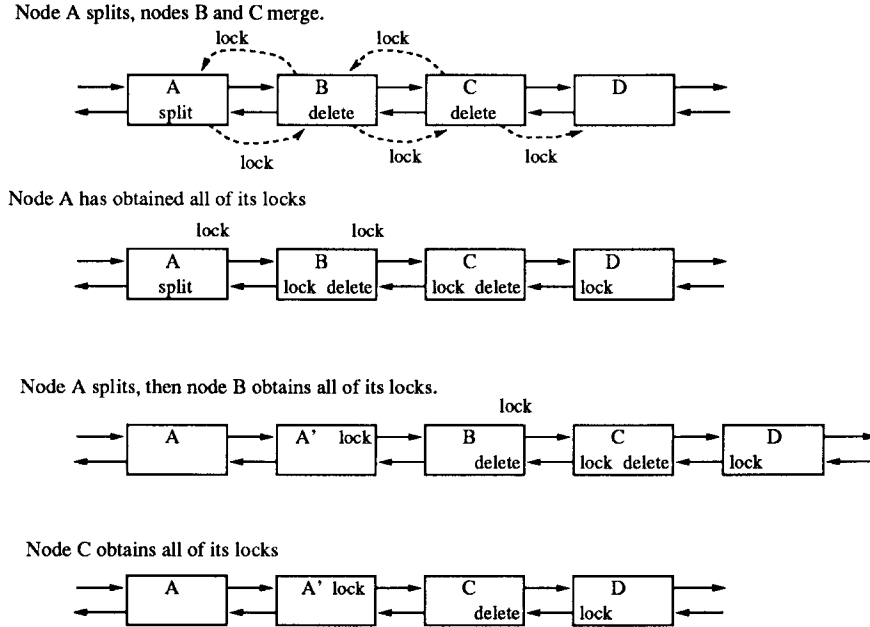 Node A splits, nodes B and C merge.
lock lock
A B C D
split delete delete
lock lock lock
Node A has obtained all of its locks
lock lock
A B C D
split lock delete lock delete lock
Node A splits, then node B obtains all of its locks.
lock
A A' lock B C D
delete lock delete lock
Node C obtains all of its locks
A A' lock C D
delete lock